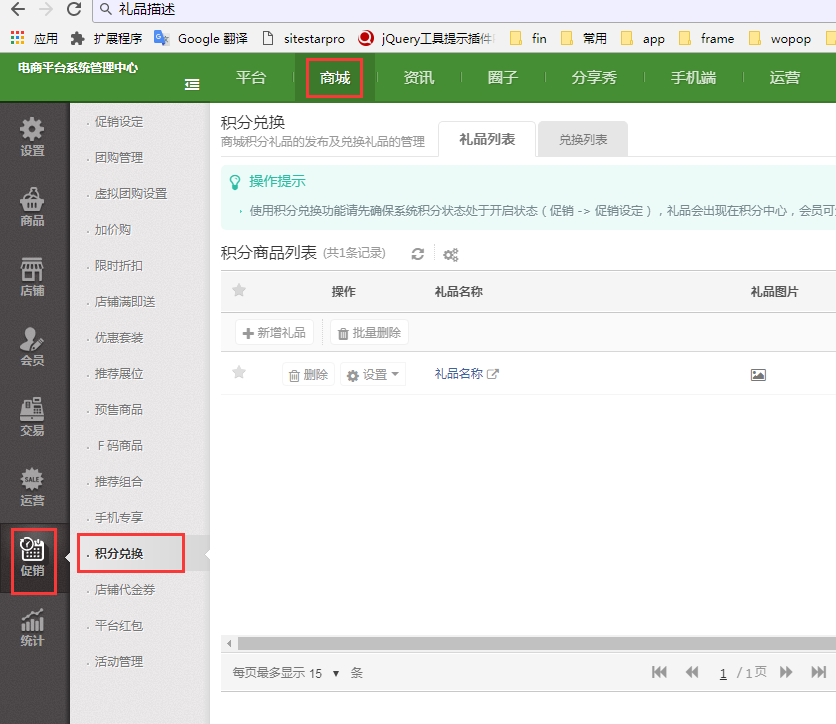 礼品描述
应用 扩展程序 Google 翻译 sitestarpro jQuery工具提示插件 fin 常用 app frame wopop
电商平台系统管理中心
平台 商城 资讯 圈子 分享秀 手机端 运营
设置
商品
店铺
会员
交易
SALE
运营
促销
统计
促销设定
团购管理
虚拟团购设置
加价购
限时折扣
店铺满即送
优惠套装
推荐展位
预售商品
F 码商品
推荐组合
手机专享
积分兑换
店铺代金券
平台红包
活动管理
积分兑换
商城积分礼品的发布及兑换礼品的管理
礼品列表 兑换列表
操作提示
使用积分兑换功能请先确保系统积分状态处于开启状态（促销 -> 促销设定），礼品会出现在积分中心，会员可
积分商品列表 (共1条记录)
操作 礼品名称 礼品图片
新增礼品 批量删除
删除 设置 礼品名称
每页最多显示 15 条 1 / 1页